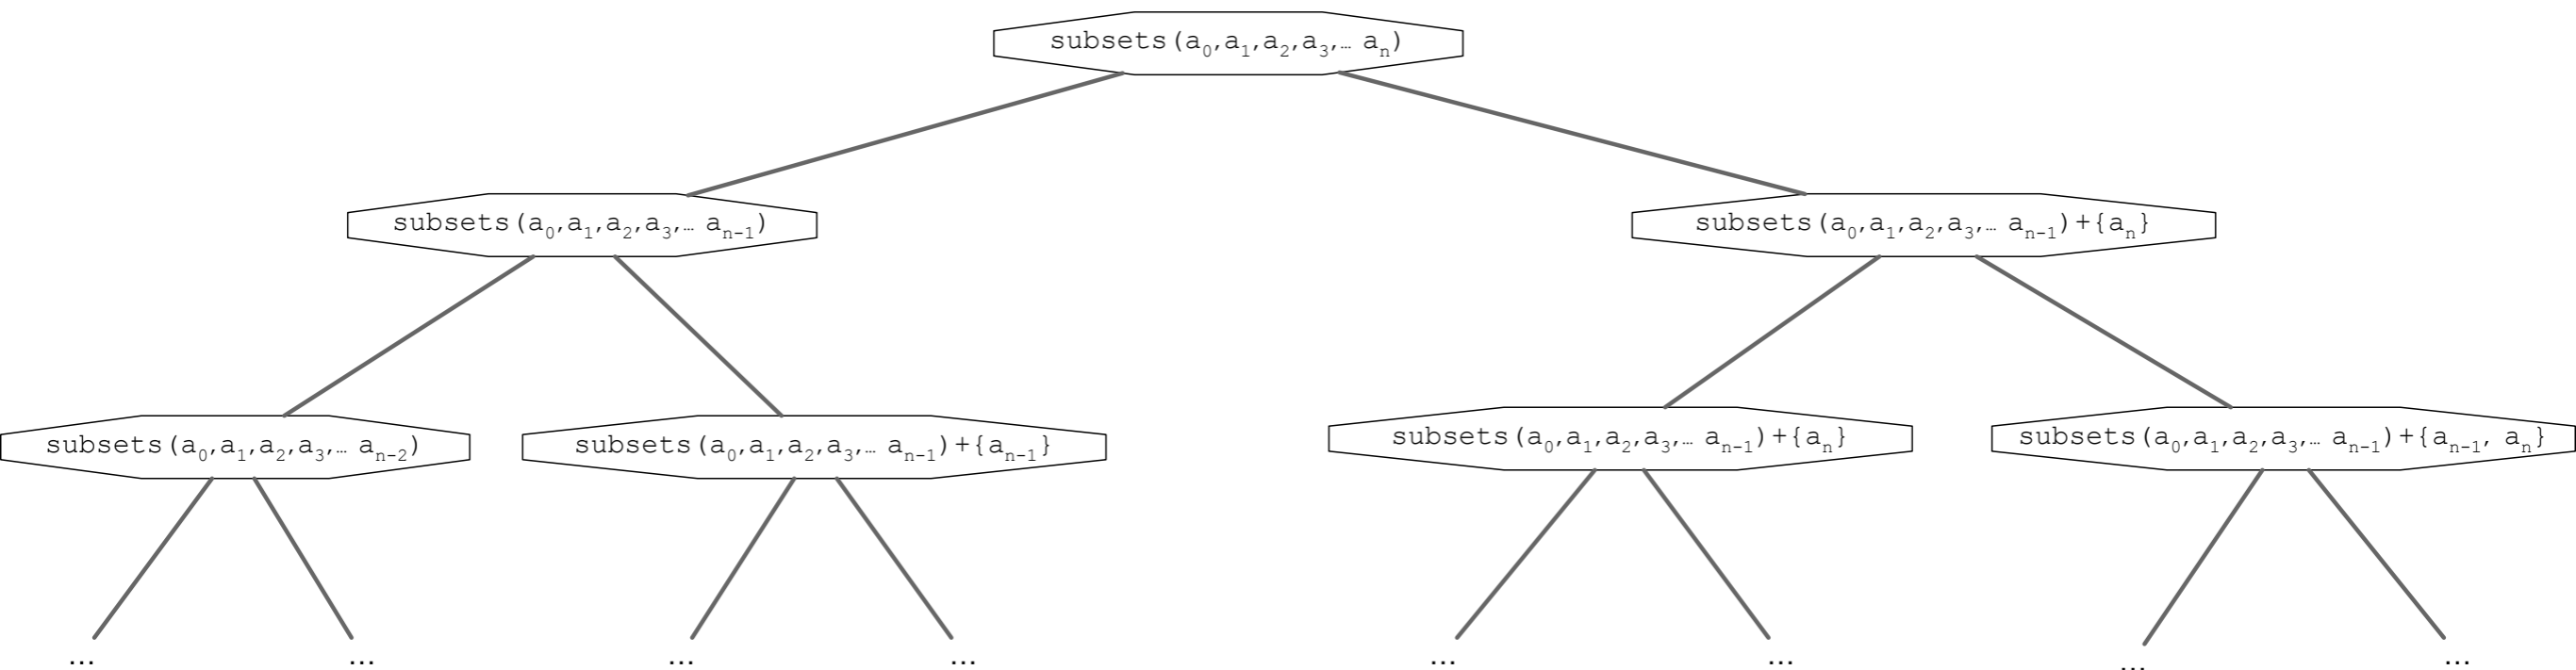 subsets(a₀,a₁,a₂,a₃,… aₙ)
subsets(a₀,a₁,a₂,a₃,… aₙ₋₁)
subsets(a₀,a₁,a₂,a₃,… aₙ₋₁)+{aₙ}
subsets(a₀,a₁,a₂,a₃,… aₙ₋₂)
subsets(a₀,a₁,a₂,a₃,… aₙ₋₁)+{aₙ₋₁}
subsets(a₀,a₁,a₂,a₃,… aₙ₋₁)+{aₙ}
subsets(a₀,a₁,a₂,a₃,… aₙ₋₁)+{aₙ₋₁, aₙ}
...
...
...
...
...
...
...
...